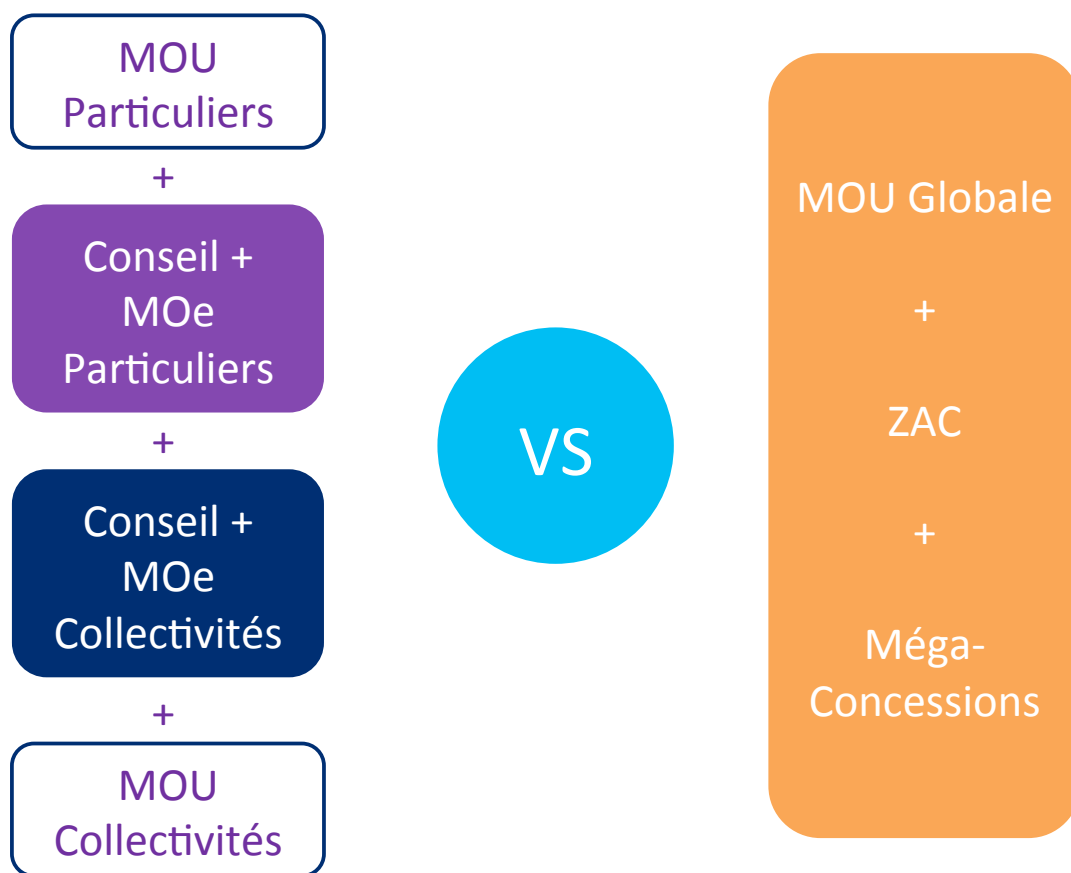 MOU
Particuliers
+
Conseil +
MOe
Particuliers
+
Conseil +
MOe
Collectivités
+
MOU
Collectivités
VS
MOU Globale
+
ZAC
+
Méga-
Concessions